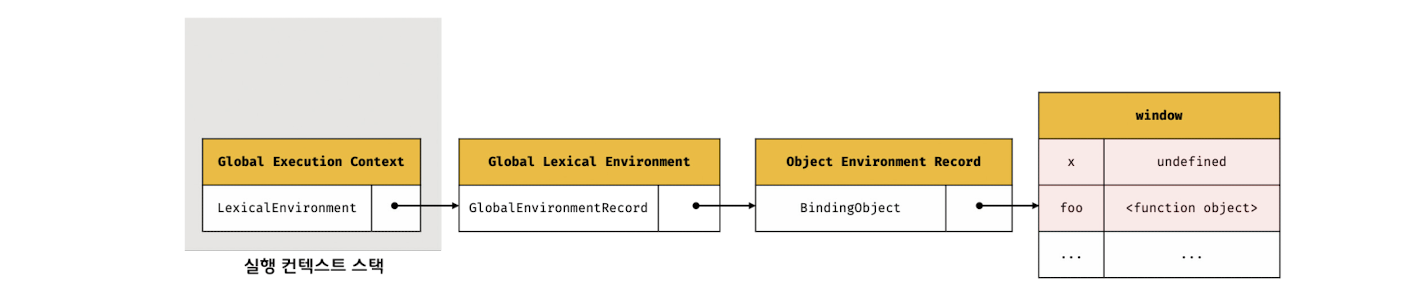 Global Execution Context
LexicalEnvironment
실행 컨텍스트 스택
Global Lexical Environment
GlobalEnvironmentRecord
Object Environment Record
BindingObject
window
x undefined
foo <function object>
... ...